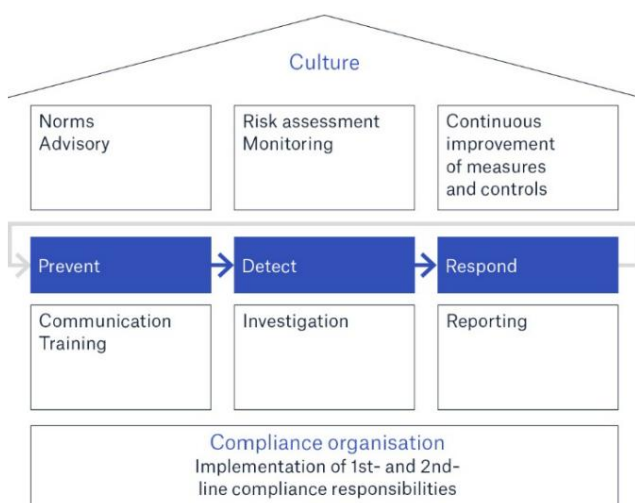 Culture
Norms
Advisory
Risk assessment
Monitoring
Continuous
improvement
of measures
and controls
Prevent
Detect
Respond
Communication
Training
Investigation
Reporting
Compliance organisation
Implementation of 1st- and 2nd-
line compliance responsibilities